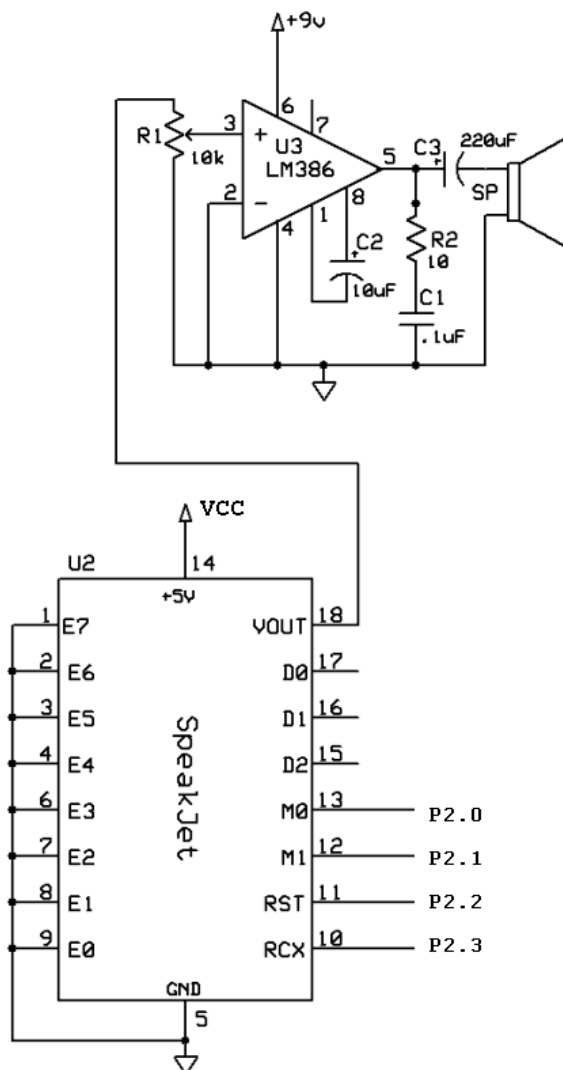 +9v
6
7
R1
10k
3
+
U3
LM386
2
-
4
1
8
5
C3
+
220uF
SP
R2
10
+
C2
10uF
C1
.1uF
VCC
U2
14
+5V
1 E7
VOUT 18
2 E6
D0 17
3 E5
D1 16
4 E4
D2 15
SpeakJet
6 E3
M0 13 P2.0
7 E2
M1 12 P2.1
8 E1
RST 11 P2.2
9 E0
RCX 10 P2.3
GND
5